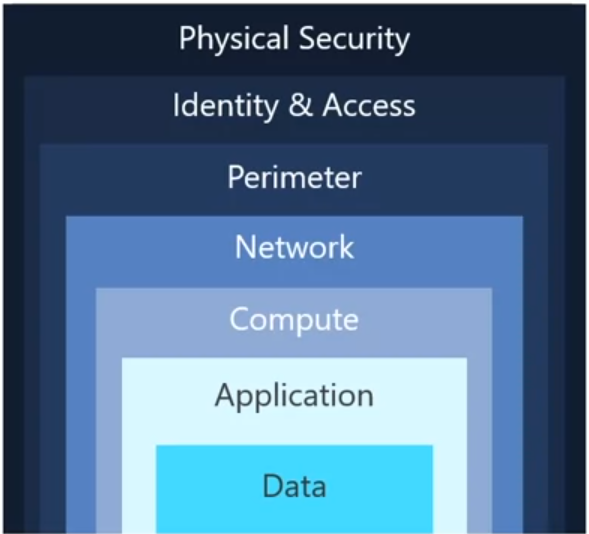 Physical Security
Identity & Access
Perimeter
Network
Compute
Application
Data